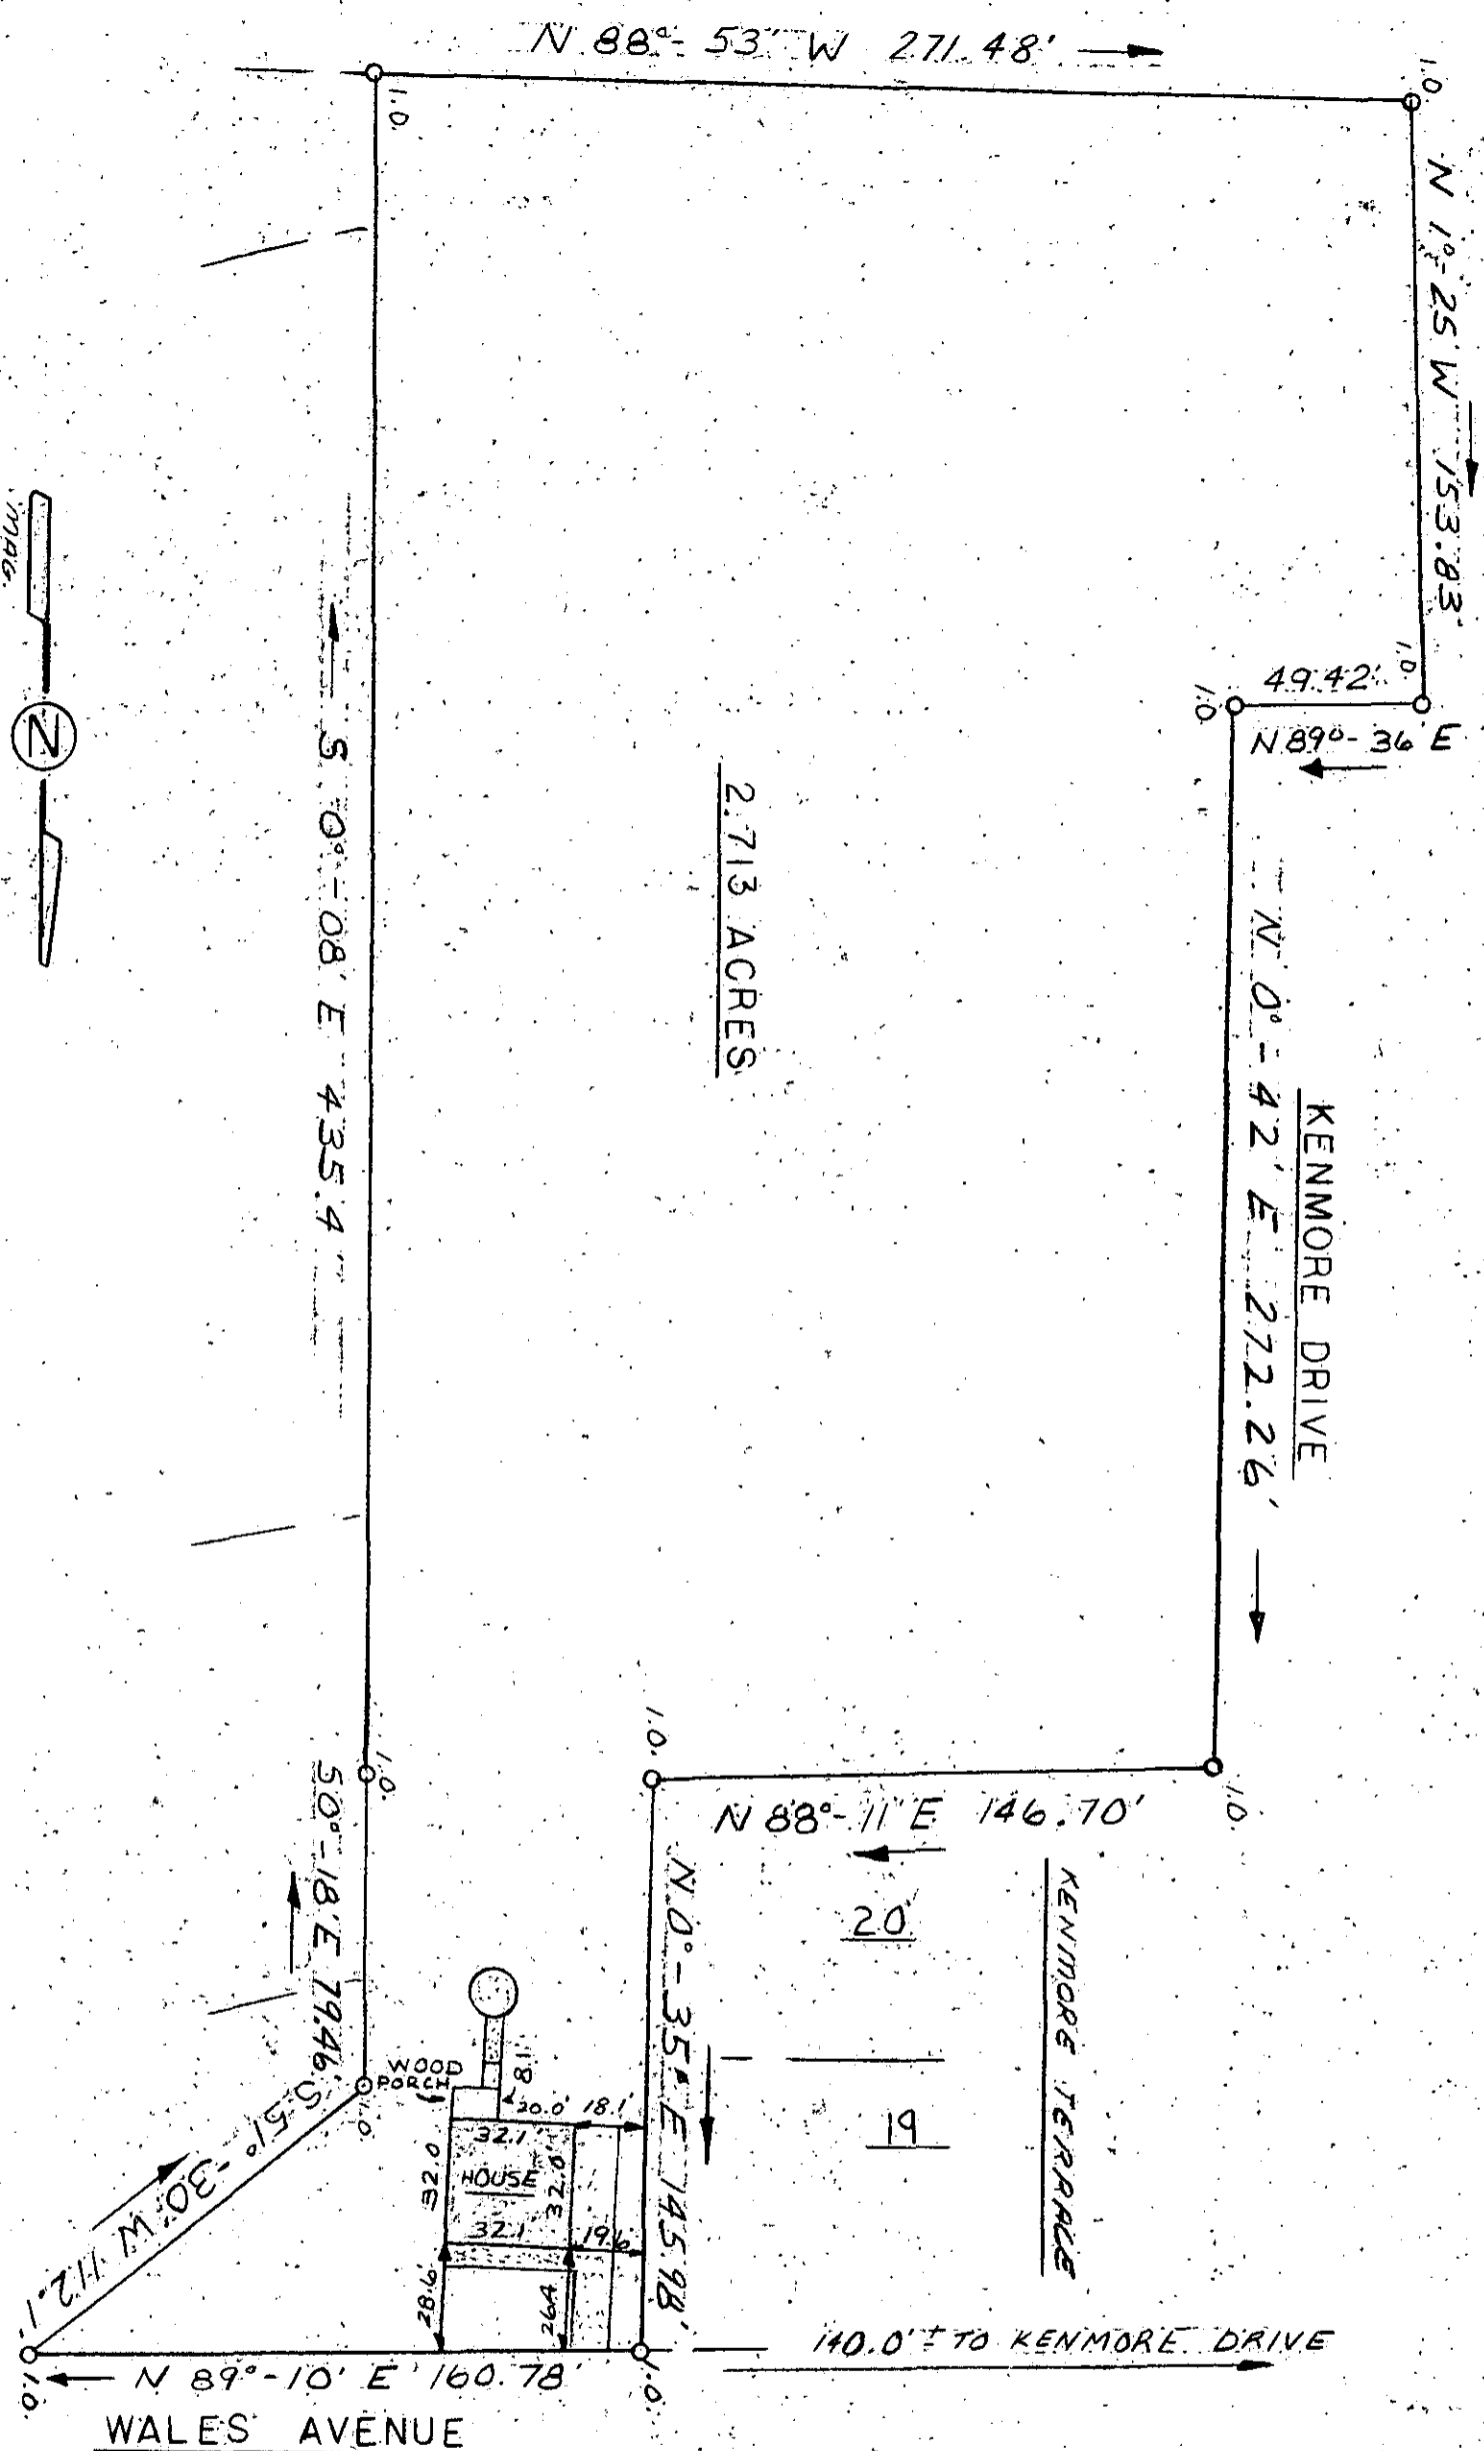 N 88°-53' W 271.48'
I.O.
I.O.
N 1°-25' W 153.83'
I.O.
49.42'
I.O.
N 89°-36' E
KENMORE DRIVE
N 0°-42' E 272.26'
2.713 ACRES
S 0°-08' E 435.4'
MAG.
N
I.O.
I.O.
I.O.
N 88°-11' E 146.70'
KENMORE TERRACE
20
19
N 0°-35' E 145.98'
S 0°-18' E 79.46'
I.O.
S 51°-30' W 112.1'
WOOD
PORCH
8.1
20.0'
18.1'
32.1
32.0
HOUSE
32.0'
32.1
19.6
28.6'
26.4
140.0'± TO KENMORE DRIVE
I.O.
N 89°-10' E 160.78'
I.O.
WALES AVENUE